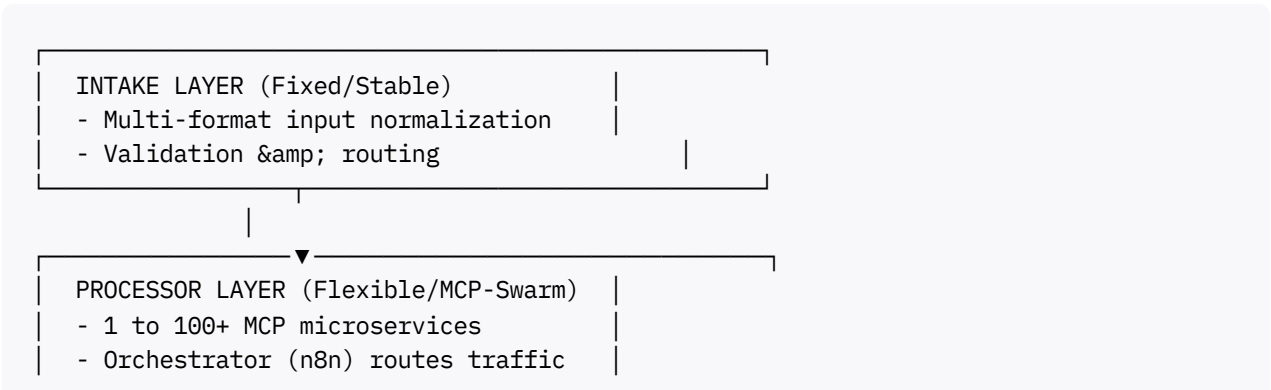 INTAKE LAYER (Fixed/Stable)
- Multi-format input normalization
- Validation &amp; routing
PROCESSOR LAYER (Flexible/MCP-Swarm)
- 1 to 100+ MCP microservices
- Orchestrator (n8n) routes traffic